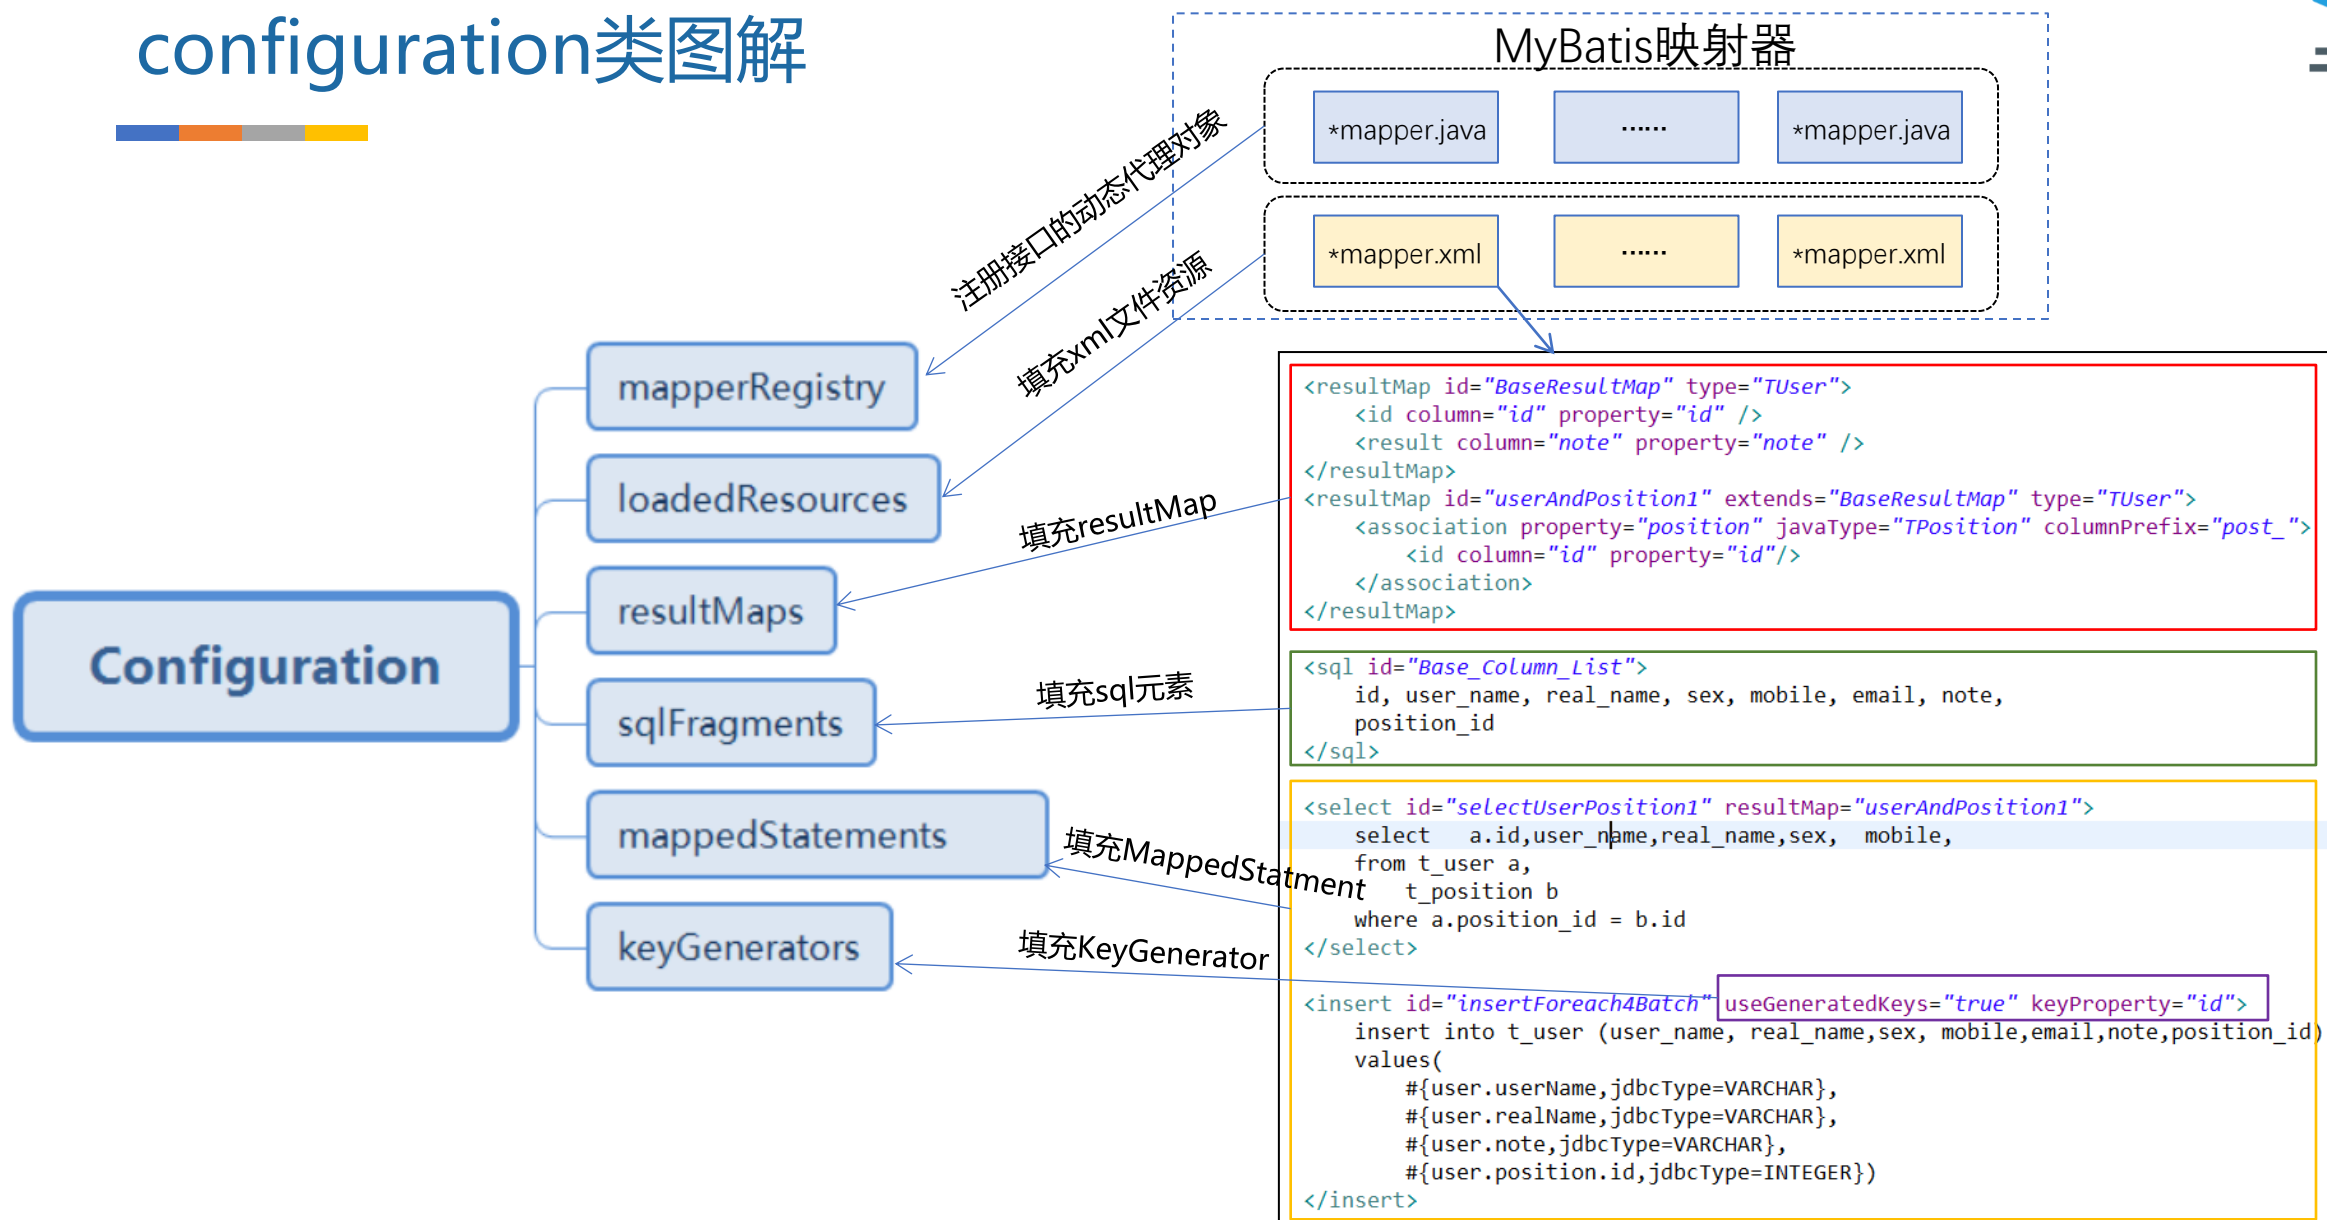 configuration类图解
MyBatis映射器
*mapper.java
······
*mapper.java
*mapper.xml
······
*mapper.xml
注册接口的动态代理对象
填充xml文件资源
填充resultMap
填充sql元素
填充MappedStatment
填充KeyGenerator
Configuration
mapperRegistry
loadedResources
resultMaps
sqlFragments
mappedStatements
keyGenerators
<resultMap id="BaseResultMap" type="TUser">
<id column="id" property="id" />
<result column="note" property="note" />
</resultMap>
<resultMap id="userAndPosition1" extends="BaseResultMap" type="TUser">
<association property="position" javaType="TPosition" columnPrefix="post_">
<id column="id" property="id"/>
</association>
</resultMap>
<sql id="Base_Column_List">
id, user_name, real_name, sex, mobile, email, note,
position_id
</sql>
<select id="selectUserPosition1" resultMap="userAndPosition1">
select   a.id,user_name,real_name,sex,  mobile,
from t_user a,
t_position b
where a.position_id = b.id
</select>
<insert id="insertForeach4Batch" useGeneratedKeys="true" keyProperty="id">
insert into t_user (user_name, real_name,sex, mobile,email,note,position_id)
values(
#{user.userName,jdbcType=VARCHAR},
#{user.realName,jdbcType=VARCHAR},
#{user.note,jdbcType=VARCHAR},
#{user.position.id,jdbcType=INTEGER})
</insert>